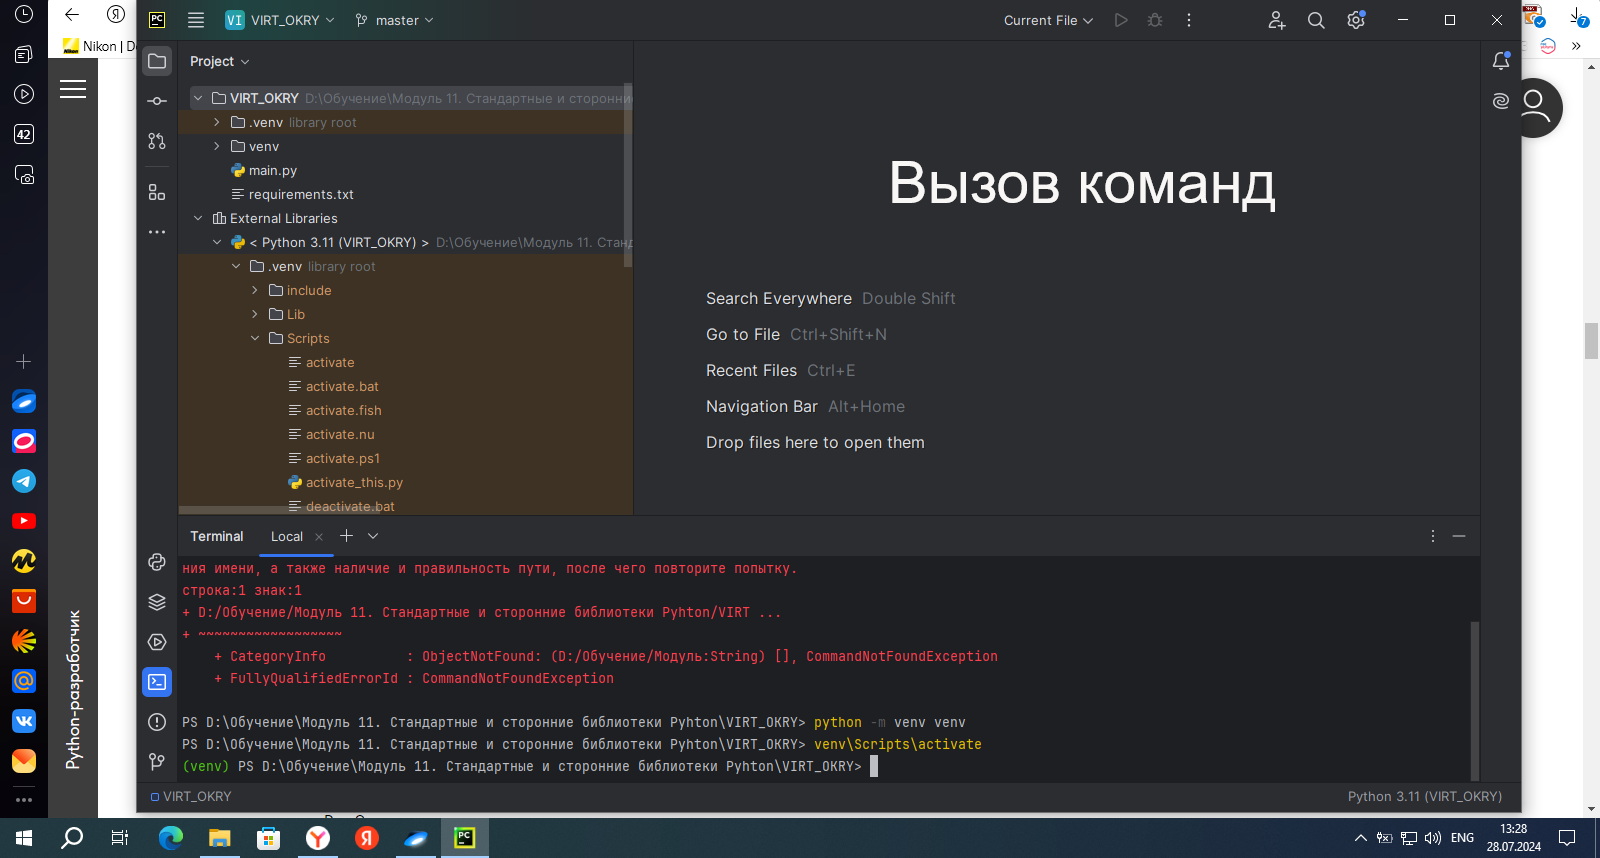 Nikon | D
42
Python-разработчик
PC
VI VIRT_OKRY
master
Current File
Project
VIRT_OKRY D:\Обучение\Модуль 11. Стандартные и сторонни
.venv library root
venv
main.py
requirements.txt
External Libraries
< Python 3.11 (VIRT_OKRY) > D:\Обучение\Модуль 11. Стан
.venv library root
include
Lib
Scripts
activate
activate.bat
activate.fish
activate.nu
activate.ps1
activate_this.py
deactivate.bat
Вызов команд
Search Everywhere Double Shift
Go to File Ctrl+Shift+N
Recent Files Ctrl+E
Navigation Bar Alt+Home
Drop files here to open them
Terminal Local
ния имени, а также наличие и правильность пути, после чего повторите попытку.
строка:1 знак:1
+ D:/Обучение/Модуль 11. Стандартные и сторонние библиотеки Pyhton/VIRT ...
+ ~~~~~~~~~~~~~~~~~~
+ CategoryInfo : ObjectNotFound: (D:/Обучение/Модуль:String) [], CommandNotFoundException
+ FullyQualifiedErrorId : CommandNotFoundException
PS D:\Обучение\Модуль 11. Стандартные и сторонние библиотеки Pyhton\VIRT_OKRY> python -m venv venv
PS D:\Обучение\Модуль 11. Стандартные и сторонние библиотеки Pyhton\VIRT_OKRY> venv\Scripts\activate
(venv) PS D:\Обучение\Модуль 11. Стандартные и сторонние библиотеки Pyhton\VIRT_OKRY>
VIRT_OKRY
Python 3.11 (VIRT_OKRY)
7
ENG
13:28
28.07.2024